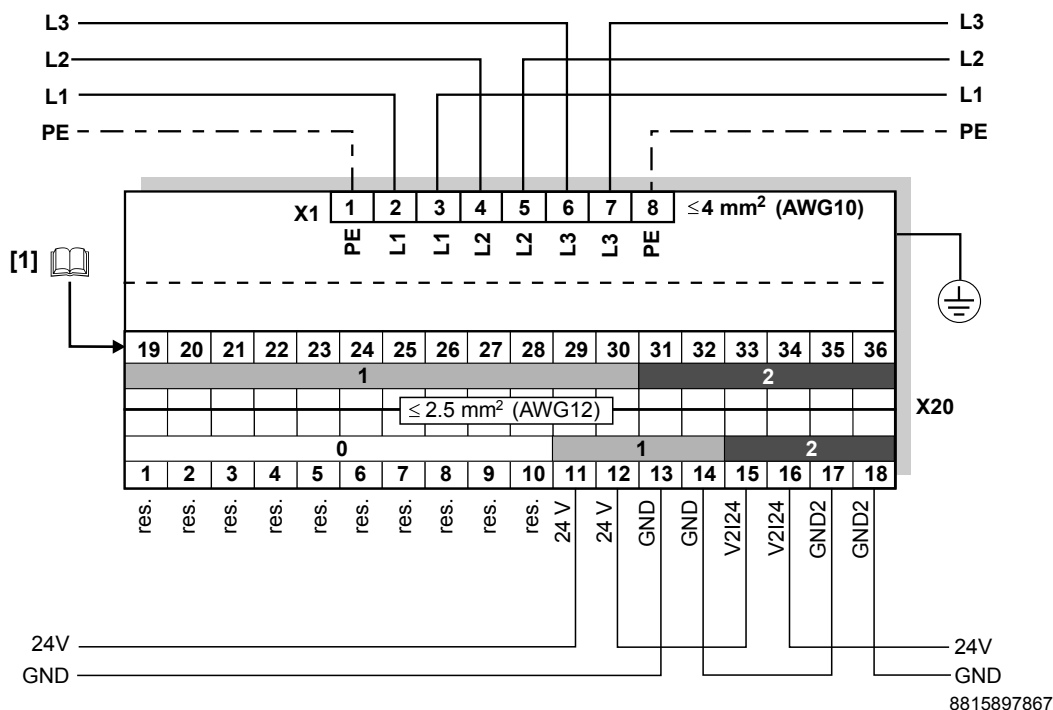 L3 L3
L2 L2
L1 L1
PE PE
X1 1 2 3 4 5 6 7 8 ≤4 mm² (AWG10)
PE L1 L1 L2 L2 L3 L3 PE
[1]
19 20 21 22 23 24 25 26 27 28 29 30 31 32 33 34 35 36
1 2
≤ 2.5 mm² (AWG12) X20
0 1 2
1 2 3 4 5 6 7 8 9 10 11 12 13 14 15 16 17 18
res. res. res. res. res. res. res. res. res. res. 24 V 24 V GND GND V2I24 V2I24 GND2 GND2
24V 24V
GND GND
8815897867